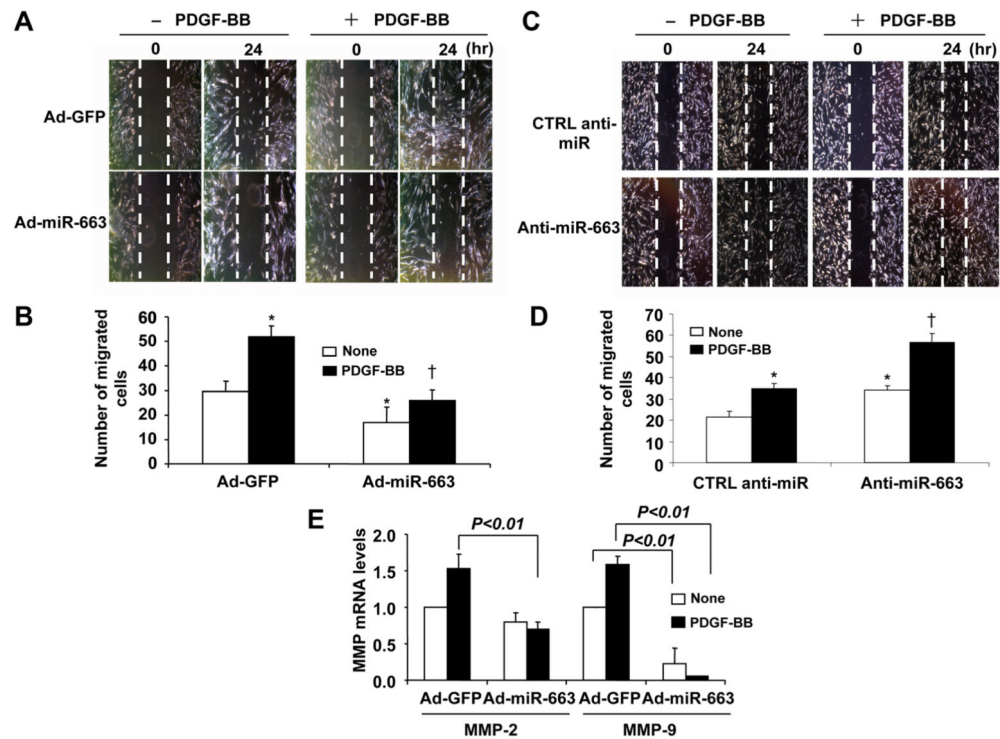 A
− PDGF-BB
+ PDGF-BB
0 24 0 24 (hr)
Ad-GFP
Ad-miR-663
C
− PDGF-BB
+ PDGF-BB
0 24 0 24 (hr)
CTRL anti-
miR
Anti-miR-663
B
Number of migrated
cells
60
50
40
30
20
10
0
*
None
PDGF-BB
*
†
Ad-GFP Ad-miR-663
D
Number of migrated
cells
70
60
50
40
30
20
10
0
None
PDGF-BB
*
*
†
CTRL anti-miR Anti-miR-663
E
MMP mRNA levels
2.0
1.5
1.0
0.5
0.0
P<0.01
P<0.01
P<0.01
None
PDGF-BB
Ad-GFP Ad-miR-663 Ad-GFP Ad-miR-663
MMP-2 MMP-9